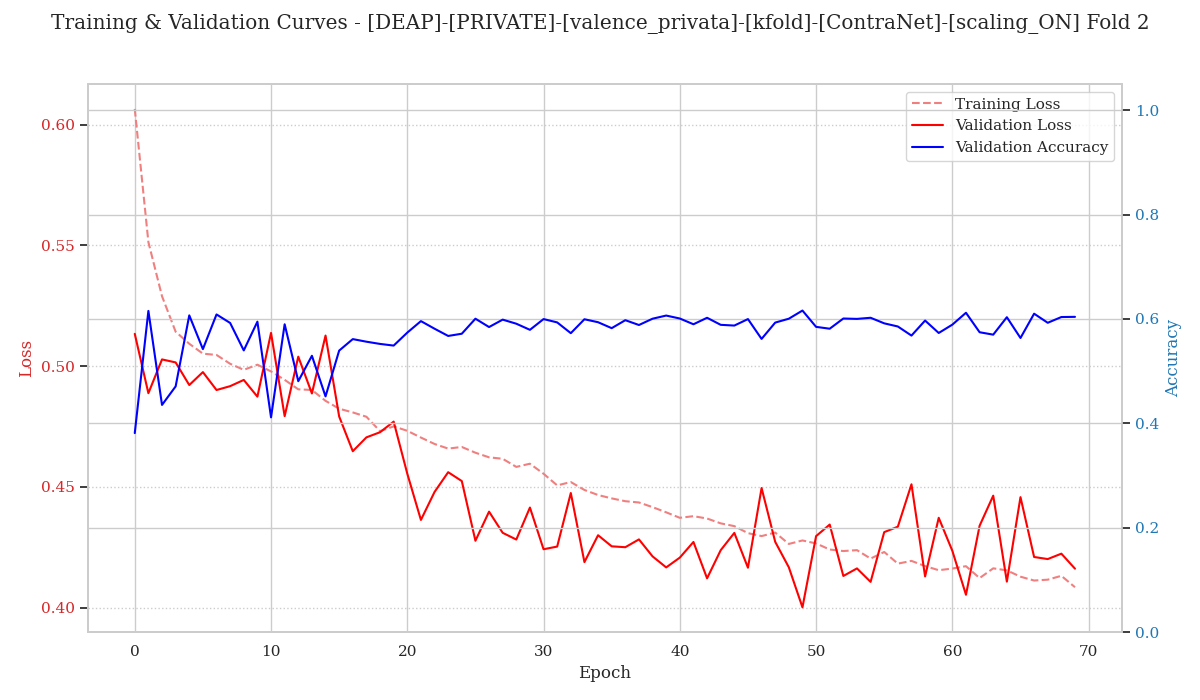 Training & Validation Curves - [DEAP]-[PRIVATE]-[valence_privata]-[kfold]-[ContraNet]-[scaling_ON] Fold 2
Training Loss
Validation Loss
Validation Accuracy
Loss
0.60
0.55
0.50
0.45
0.40
1.0
0.8
0.6
0.4
0.2
0.0
Accuracy
0 10 20 30 40 50 60 70
Epoch